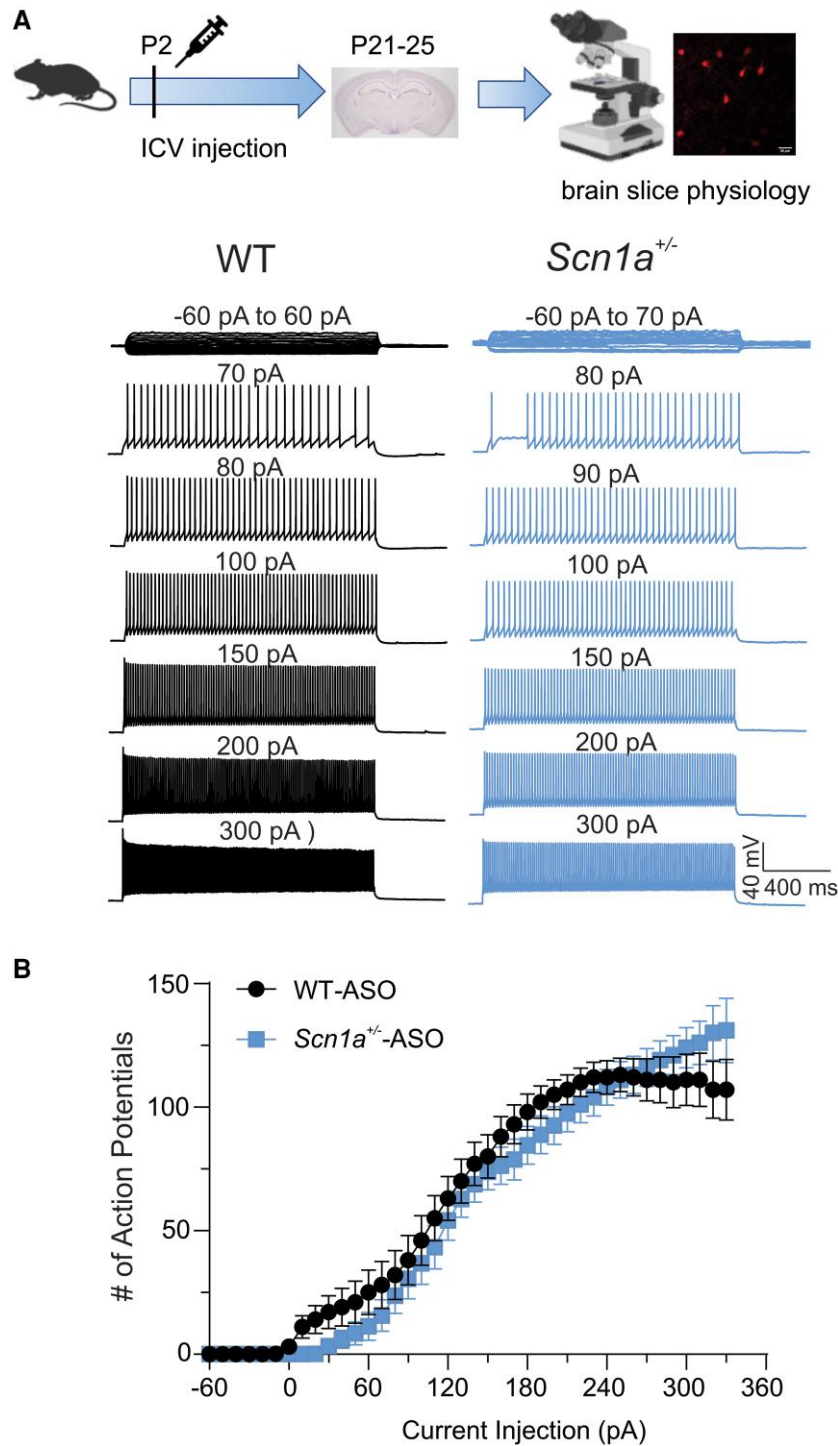 A
P2
P21-25
ICV injection
brain slice physiology
WT
Scn1a+/-
-60 pA to 60 pA
-60 pA to 70 pA
70 pA
80 pA
80 pA
90 pA
100 pA
100 pA
150 pA
150 pA
200 pA
200 pA
300 pA )
300 pA
40 mV
400 ms
B
WT-ASO
Scn1a+/--ASO
# of Action Potentials
150
100
50
0
-60 0 60 120 180 240 300 360
Current Injection (pA)